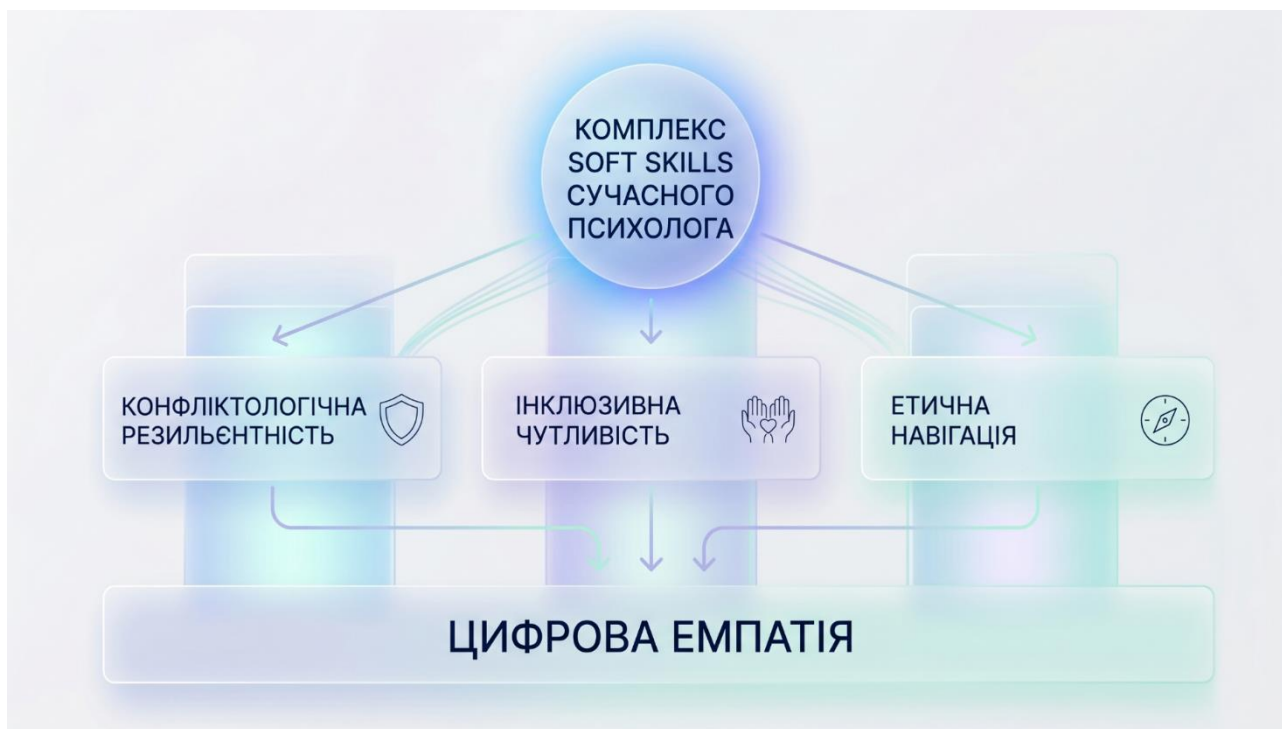 КОМПЛЕКС
SOFT SKILLS
СУЧАСНОГО
ПСИХОЛОГА
КОНФЛІКТОЛОГІЧНА
РЕЗИЛЬЄНТНІСТЬ
ІНКЛЮЗИВНА
ЧУТЛИВІСТЬ
ЕТИЧНА
НАВІГАЦІЯ
ЦИФРОВА ЕМПАТІЯ